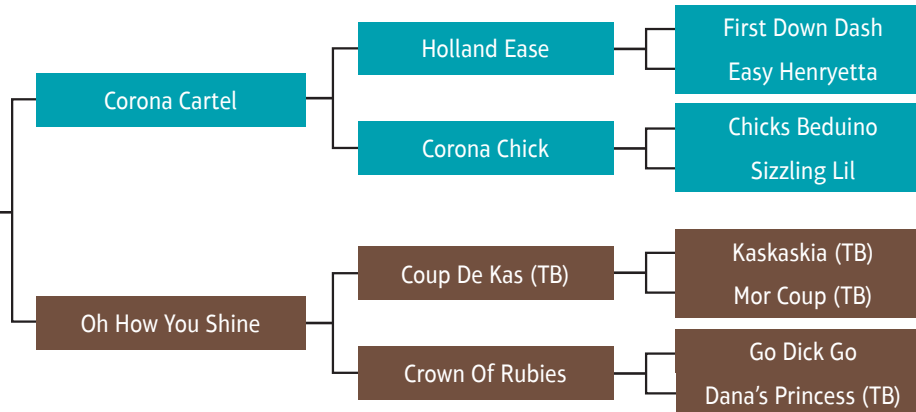 First Down Dash
Holland Ease
Easy Henryetta
Corona Cartel
Chicks Beduino
Corona Chick
Sizzling Lil
Kaskaskia (TB)
Coup De Kas (TB)
Mor Coup (TB)
Oh How You Shine
Go Dick Go
Crown Of Rubies
Dana’s Princess (TB)